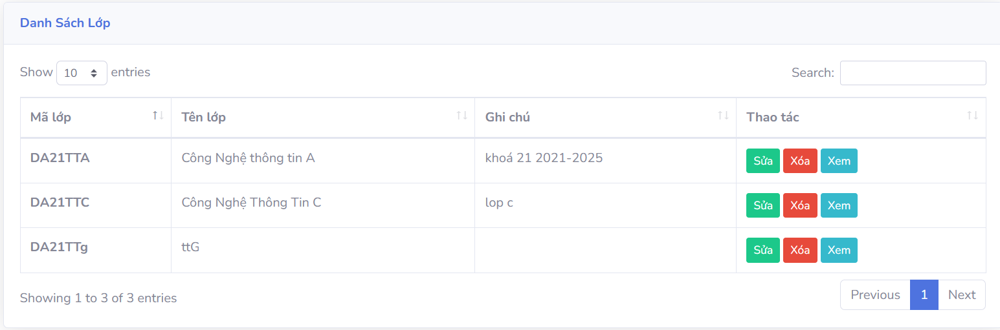 Danh Sách Lớp
Show 10 entries Search:
Mã lớp Tên lớp Ghi chú Thao tác
DA21TTA Công Nghệ thông tin A khoá 21 2021-2025 Sửa Xóa Xem
DA21TTC Công Nghệ Thông Tin C lop c Sửa Xóa Xem
DA21TTg ttG Sửa Xóa Xem
Showing 1 to 3 of 3 entries Previous 1 Next